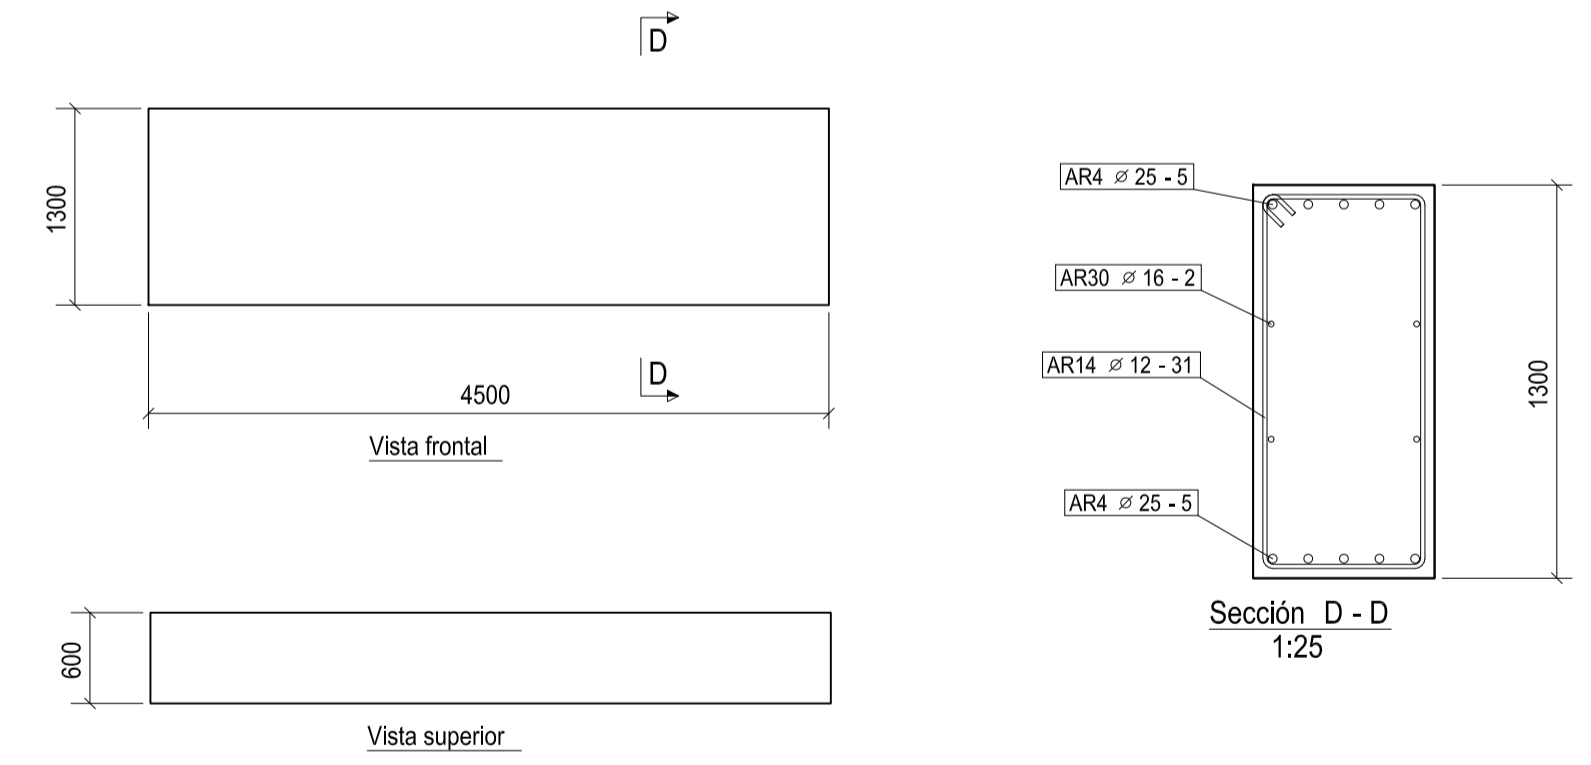 D
1300
D
4500
Vista frontal
600
Vista superior
AR4 ⌀ 25 - 5
AR30 ⌀ 16 - 2
AR14 ⌀ 12 - 31
AR4 ⌀ 25 - 5
1300
Sección D - D
1:25